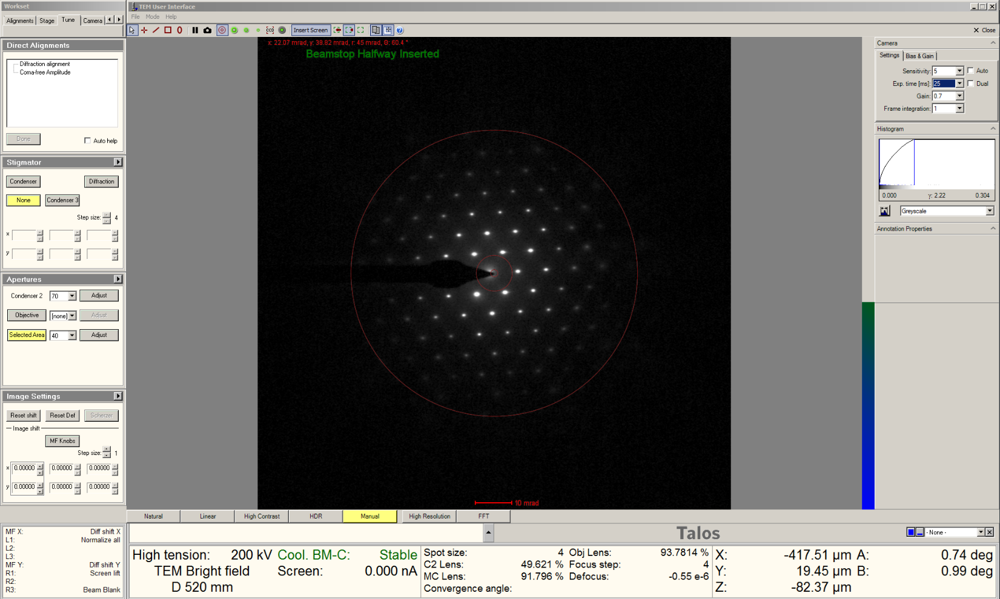 Workset
TEM User Interface
File Mode Help
Alignments Stage Tune Camera
Insert Screen
Close
Direct Alignments
Diffraction alignment
Coma-free Amplitude
Done
Auto help
Stigmator
Condenser Diffraction
None Condenser 3
Step size: 4
x
y
Apertures
Condenser 2 70 Adjust
Objective [none] Adjust
Selected Area 40 Adjust
Image Settings
Reset shift Reset Def Scherzer
Image shift
MF Knobs
Step size: 1
x 0.00000 0.00000 0.00000
y 0.00000 0.00000 0.00000
x: 22.07 mrad, y: 38.82 mrad, r: 45 mrad, Θ: 60.4 °
Beamstop Halfway Inserted
10 mrad
Camera
Settings Bias & Gain
Sensitivity: 5 Auto
Exp. time [ms]: 25 Dual
Gain: 0.7
Frame integration: 1
Histogram
0.000 γ: 2.22 0.304
Greyscale
Annotation Properties
Natural Linear High Contrast HDR Manual High Resolution FFT
MF X: Diff shift X
L1: Normalize all
L2:
L3:
MF Y: Diff shift Y
R1: Screen lift
R2:
R3: Beam Blank
Talos
- None -
High tension: 200 kV Cool. BM-C: Stable
TEM Bright field Screen: 0.000 nA
D 520 mm
Spot size: 4 Obj Lens: 93.7814 %
C2 Lens: 49.621 % Focus step: 4
MC Lens: 91.796 % Defocus: -0.55 e-6
Convergence angle:
X: -417.51 µm A: 0.74 deg
Y: 19.45 µm B: 0.99 deg
Z: -82.37 µm